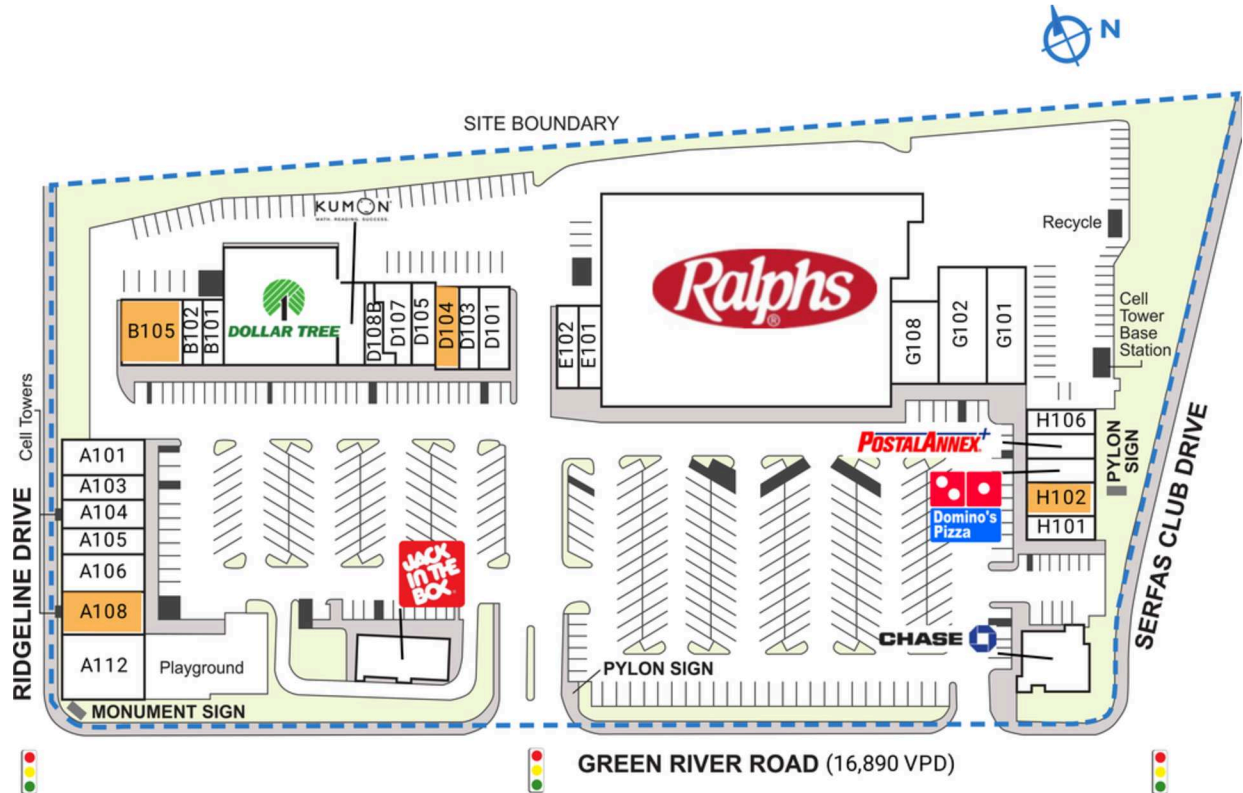 N
SITE BOUNDARY
KUMON
MATH. READING. SUCCESS.
Recycle
Ralphs
®
DOLLAR TREE
1
B105
B102
B101
D108B
D107
D105
D104
D103
D101
E102
E101
G108
G102
G101
Cell
Tower
Base
Station
Cell Towers
H106
POSTALANNEX+
PYLON
SIGN
H102
H101
Domino's
Pizza
A101
A103
A104
A105
A106
A108
A112
RIDGELINE DRIVE
SERFAS CLUB DRIVE
JACK
IN THE
BOX
CHASE
Playground
PYLON SIGN
MONUMENT SIGN
GREEN RIVER ROAD (16,890 VPD)